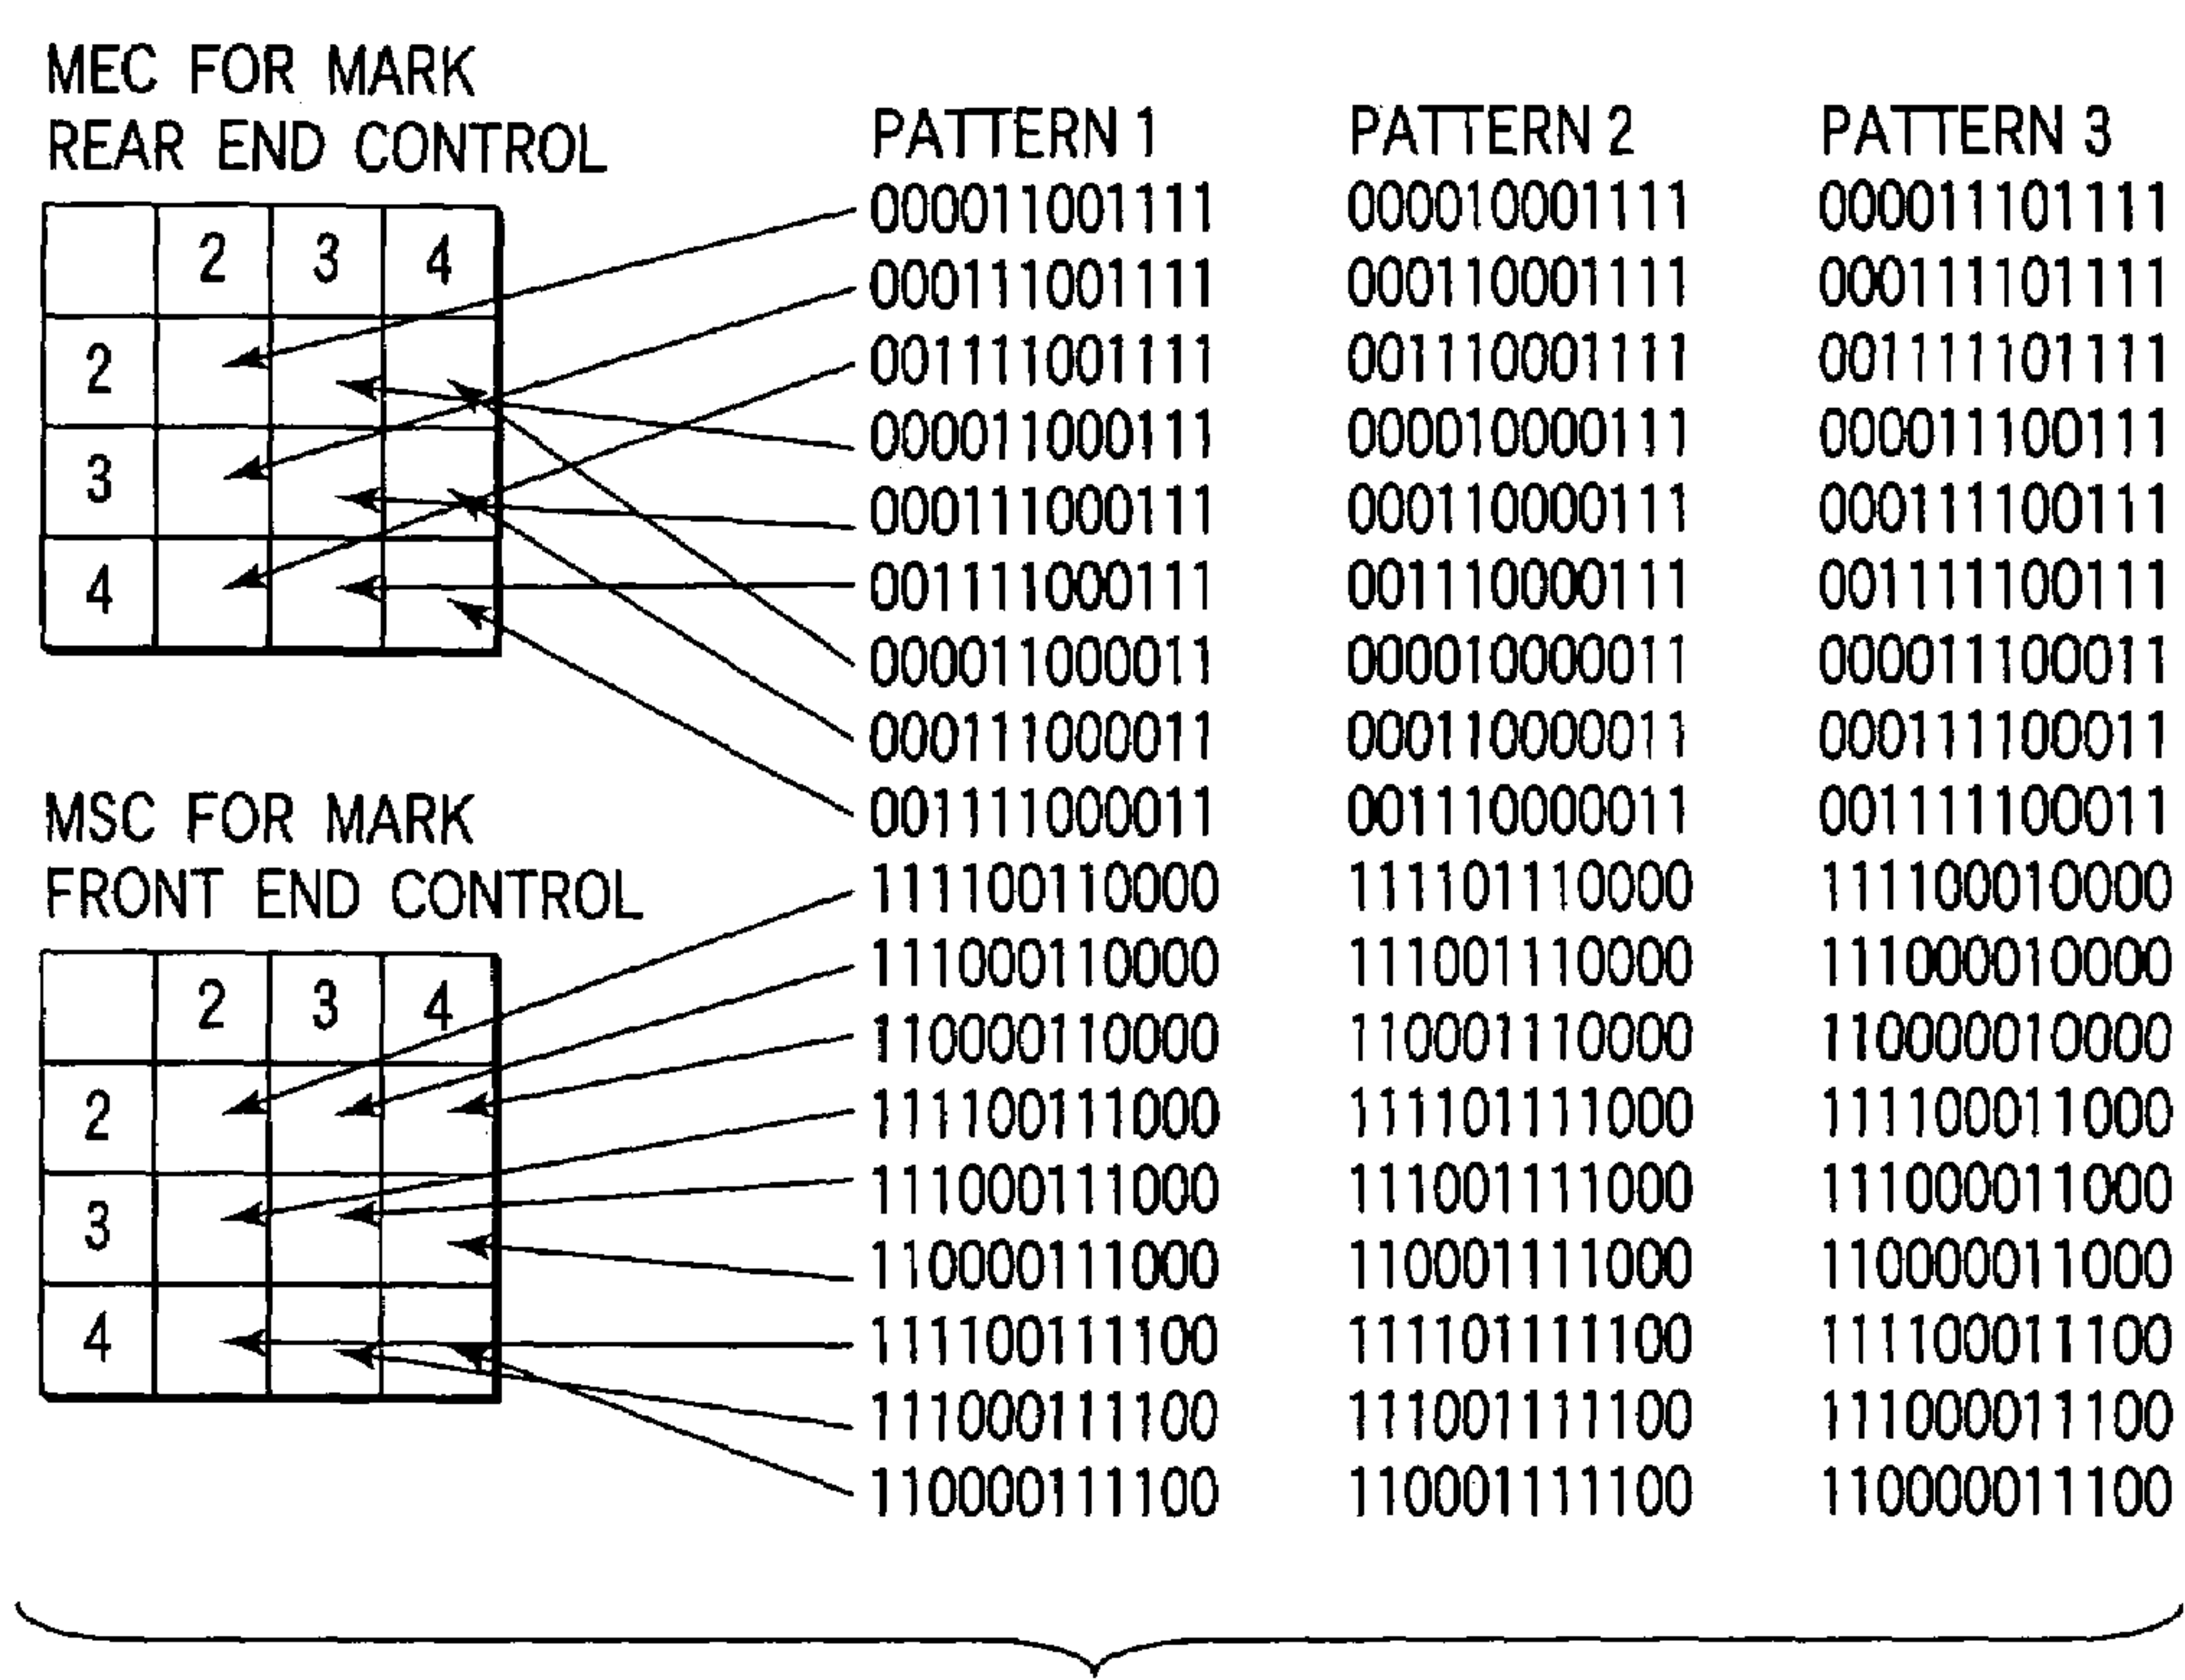 MEC FOR MARK
REAR END CONTROL
2 3 4
2
3
4
MSC FOR MARK
FRONT END CONTROL
2 3 4
2
3
4
PATTERN 1 PATTERN 2 PATTERN 3
000011001111 000010001111 000011101111
000111001111 000110001111 000111101111
001111001111 001110001111 001111101111
000011000111 000010000111 000011100111
000111000111 000110000111 000111100111
001111000111 001110000111 001111100111
000011000011 000010000011 000011100011
000111000011 000110000011 000111100011
001111000011 001110000011 001111100011
111100110000 111101110000 111100010000
111000110000 111001110000 111000010000
110000110000 110001110000 110000010000
111100111000 111101111000 111100011000
111000111000 111001111000 111000011000
110000111000 110001111000 110000011000
111100111100 111101111100 111100011100
111000111100 111001111100 111000011100
110000111100 110001111100 110000011100